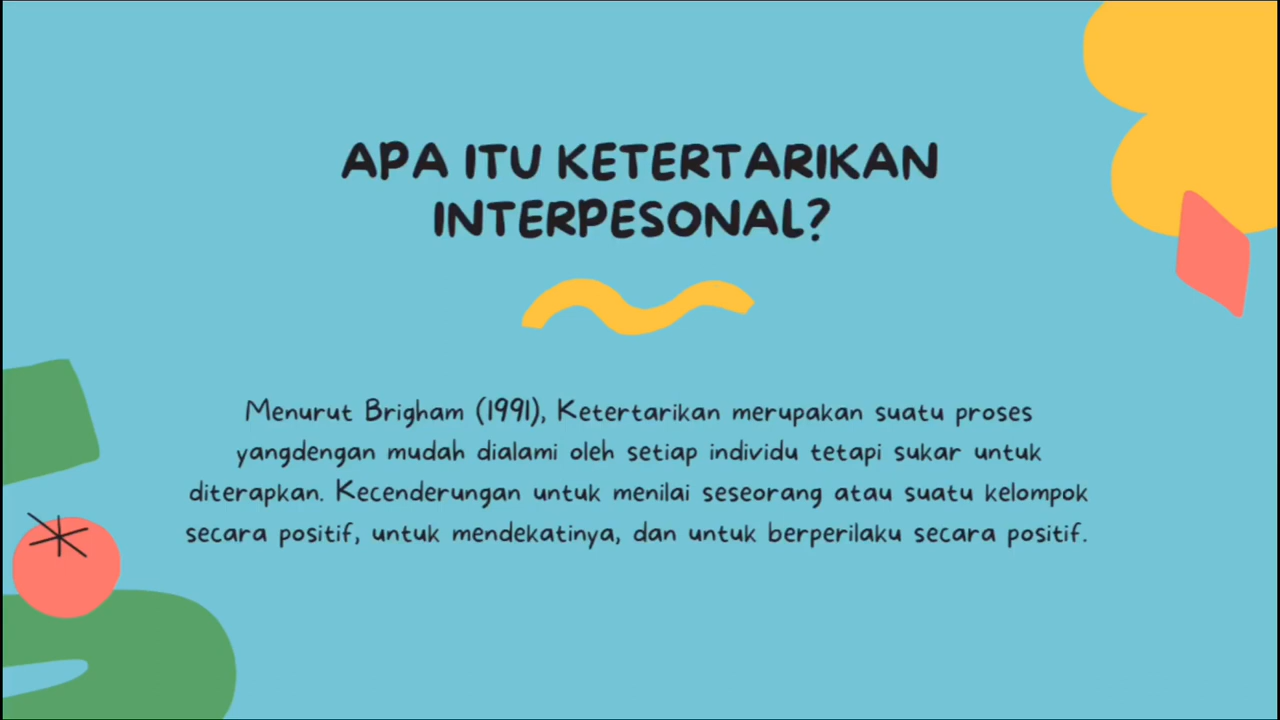 APA ITU KETERTARIKAN
INTERPESONAL?
Menurut Brigham (1991), Ketertarikan merupakan suatu proses
yangdengan mudah dialami oleh setiap individu tetapi sukar untuk
diterapkan. Kecenderungan untuk menilai seseorang atau suatu kelompok
secara positif, untuk mendekatinya, dan untuk berperilaku secara positif.